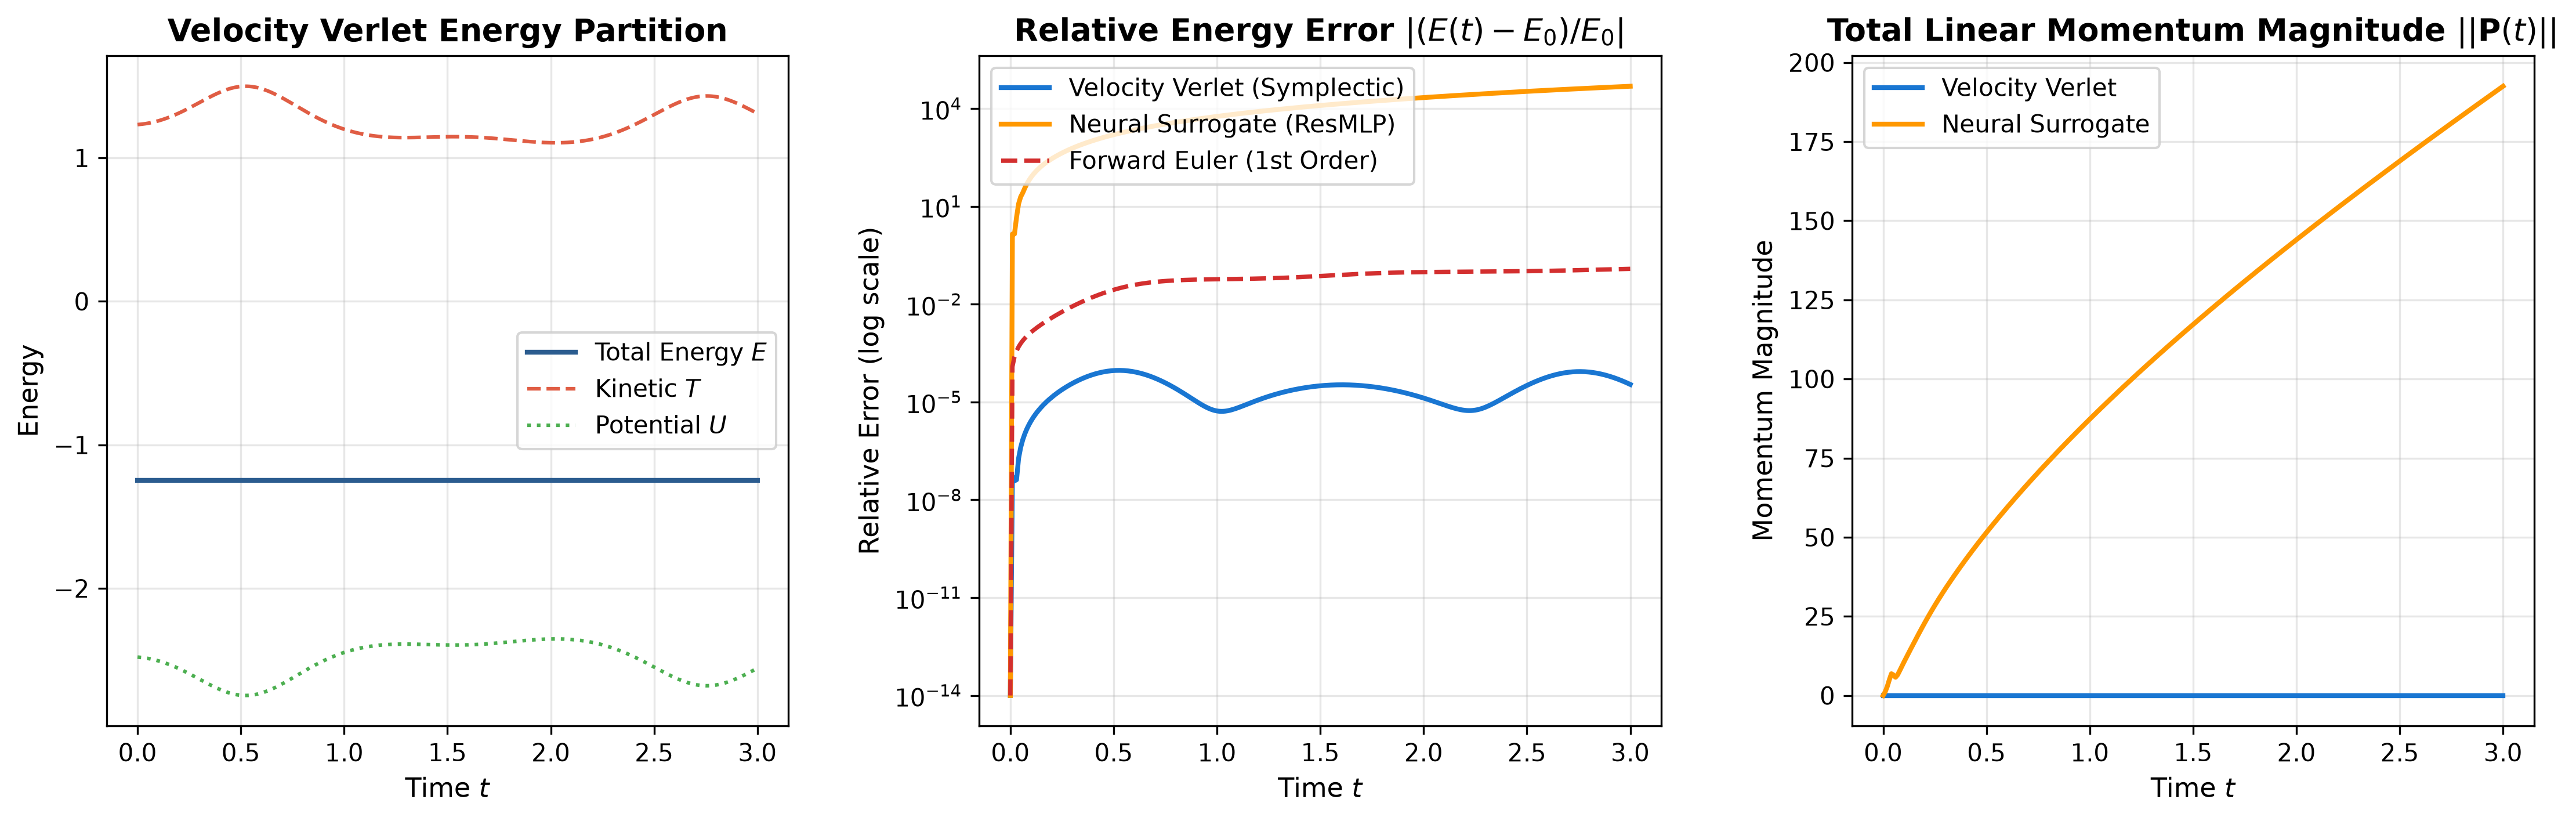 Velocity Verlet Energy Partition
Energy
1
0
−1
−2
Total Energy E
Kinetic T
Potential U
0.0 0.5 1.0 1.5 2.0 2.5 3.0
Time t
Relative Energy Error |(E(t) − E₀)/E₀|
Relative Error (log scale)
10⁴
10¹
10⁻²
10⁻⁵
10⁻⁸
10⁻¹¹
10⁻¹⁴
Velocity Verlet (Symplectic)
Neural Surrogate (ResMLP)
Forward Euler (1st Order)
0.0 0.5 1.0 1.5 2.0 2.5 3.0
Time t
Total Linear Momentum Magnitude ||P(t)||
Momentum Magnitude
200
175
150
125
100
75
50
25
0
Velocity Verlet
Neural Surrogate
0.0 0.5 1.0 1.5 2.0 2.5 3.0
Time t